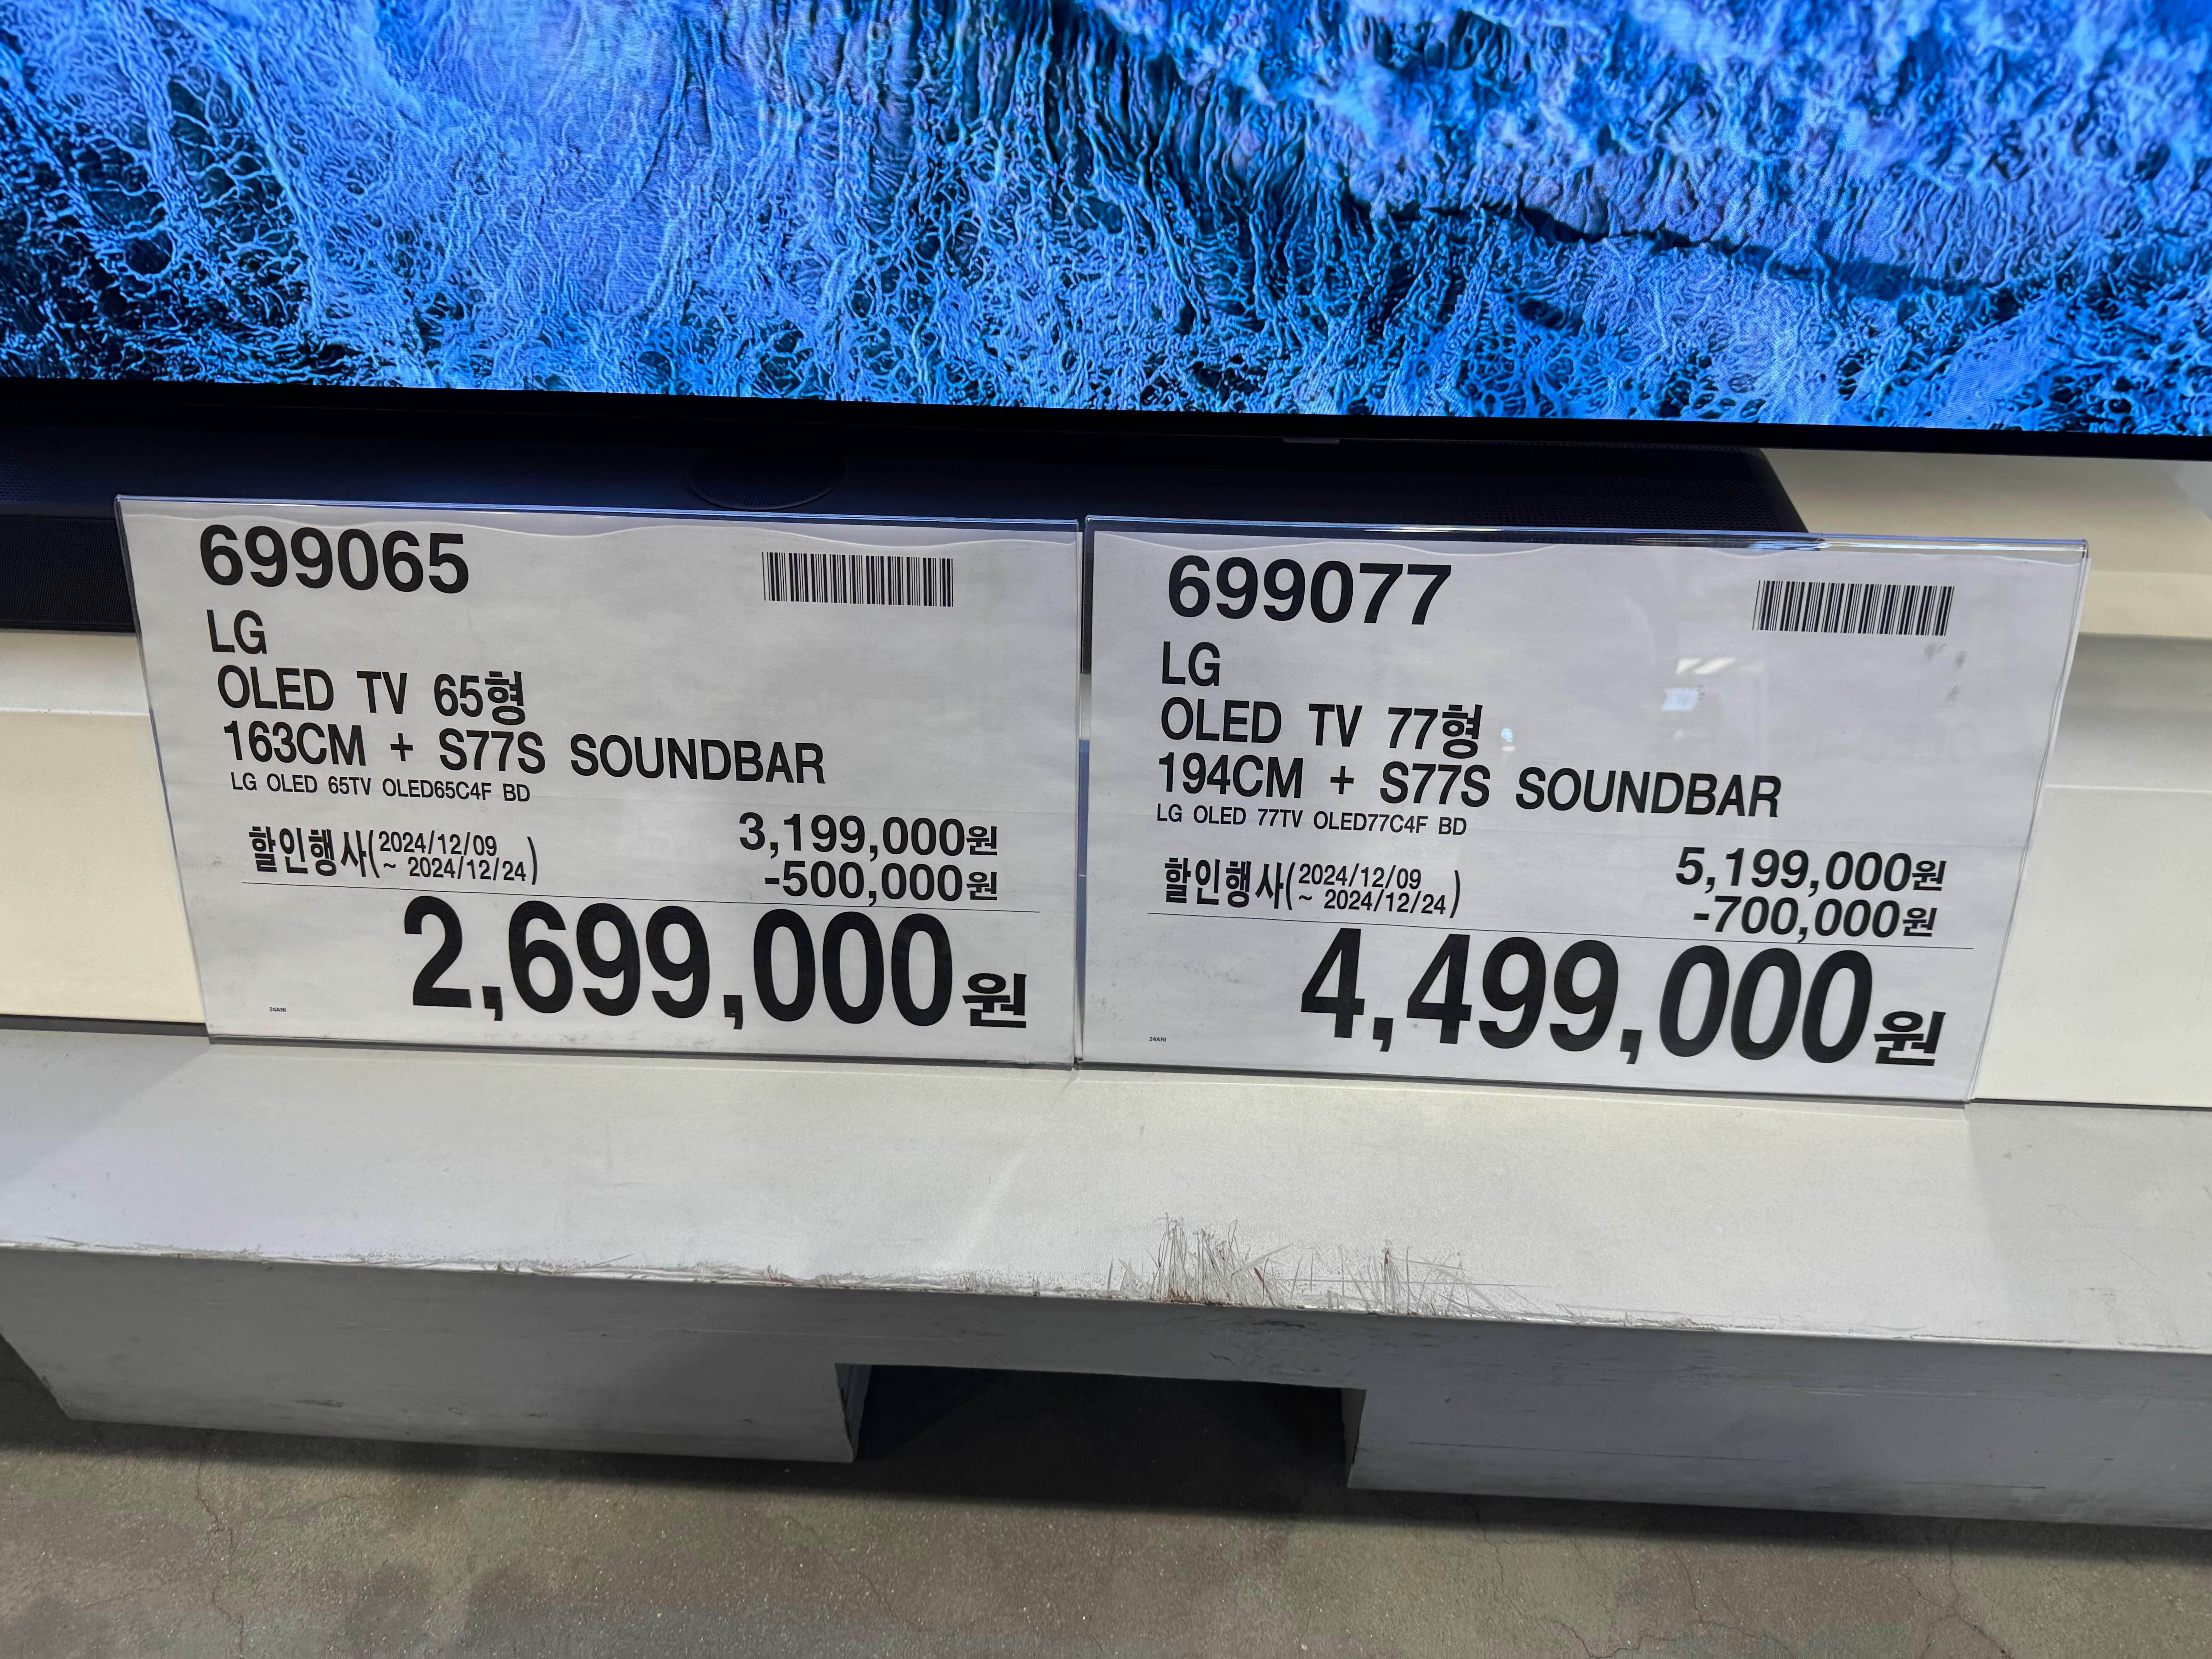 699065
LG
OLED TV 65형
163CM + S77S SOUNDBAR
LG OLED 65TV OLED65C4F BD
3,199,000원
할인행사(2024/12/09
~ 2024/12/24)
-500,000원
2,699,000원
24ARI
699077
LG
OLED TV 77형
194CM + S77S SOUNDBAR
LG OLED 77TV OLED77C4F BD
5,199,000원
할인행사(2024/12/09
~ 2024/12/24)
-700,000원
4,499,000원
24ARI